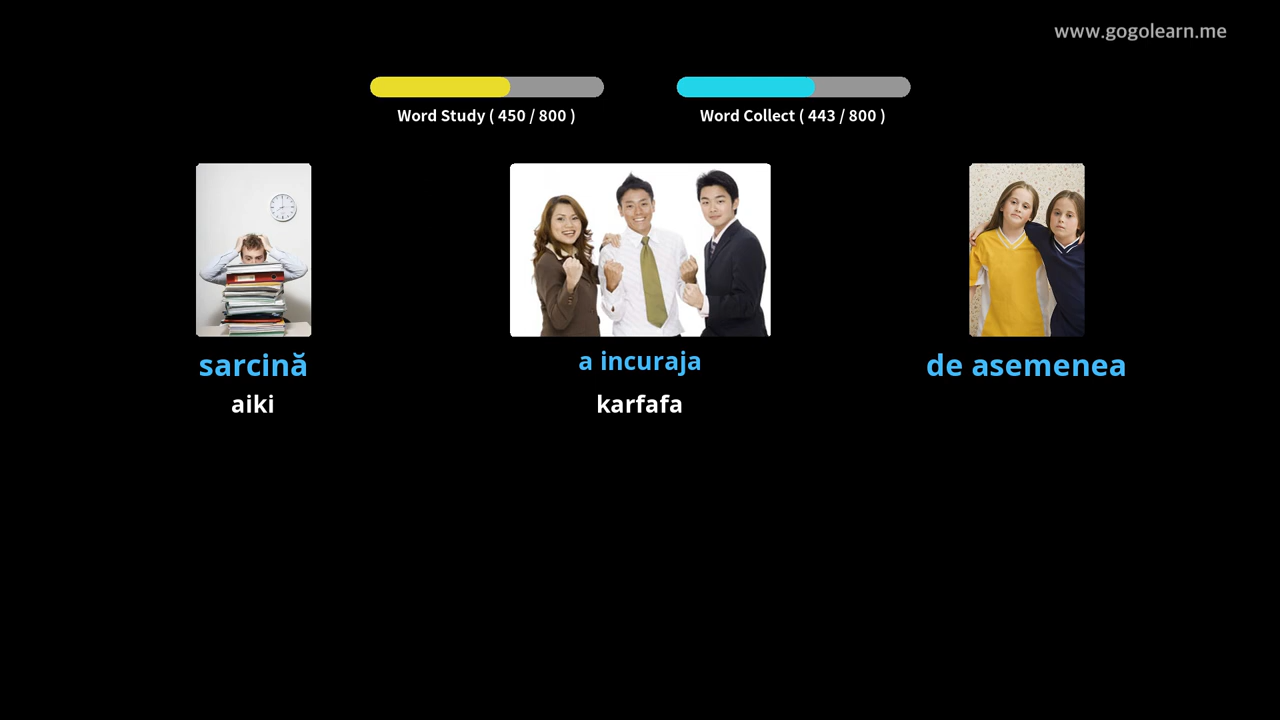 www.gogolearn.me
Word Study ( 450 / 800 )
Word Collect ( 443 / 800 )
sarcină
a incuraja
de asemenea
aiki
karfafa